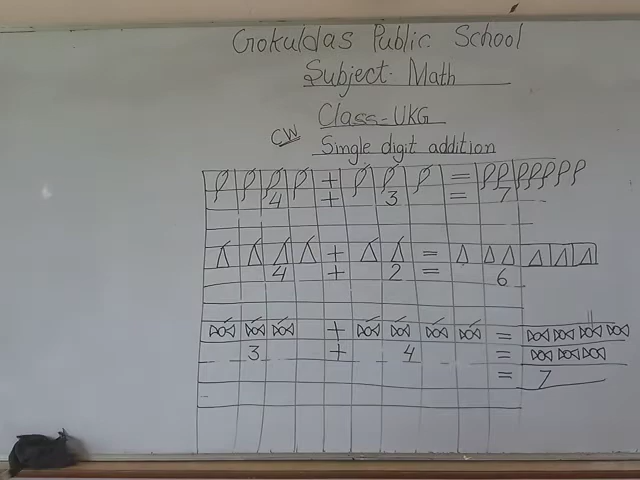 Gokuldas Public School
Subject- Math
Class-UKG
CW
Single digit addition
+ =
4 + 3 = 7
+ =
4 + 2 = 6
+ =
3 + 4 =
= 7